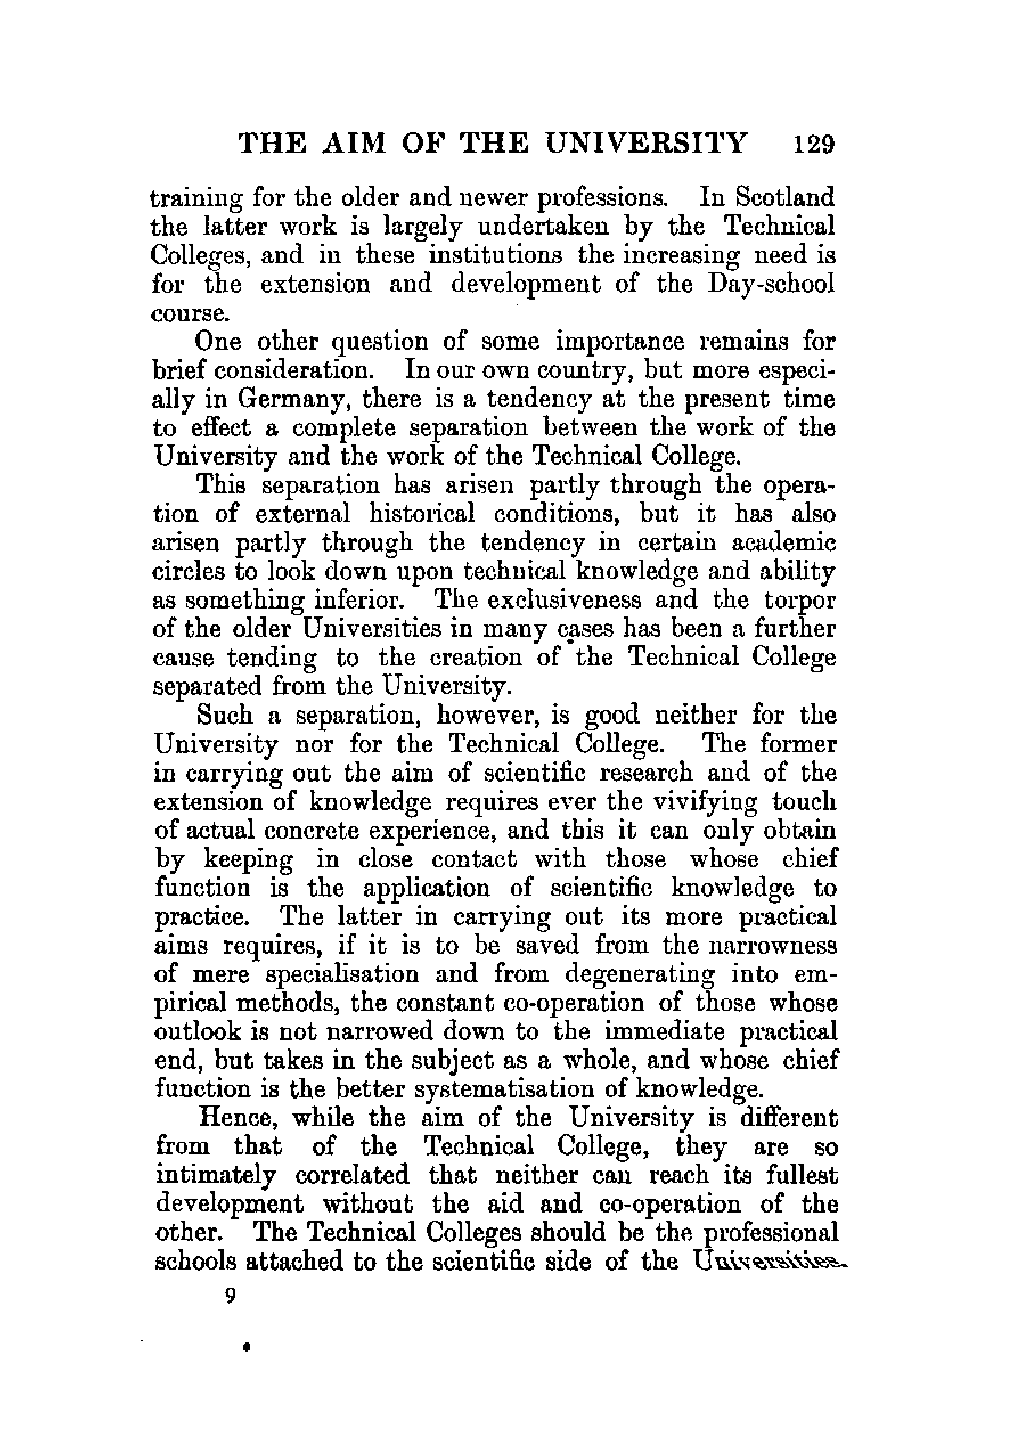 THE AIM OF THE UNIVERSITY 129
training for the older and newer professions. In Scotland
the latter work is largely undertaken by the Technical
Colleges, and in these institutions the increasing need is
for the extension and development of the Day-school
course.
One other question of some importance remains for
brief consideration. In our own country, but more especi-
ally in Germany, there is a tendency at the present time
to effect a complete separation between the work of the
University and the work of the Technical College.
This separation has arisen partly through the opera-
tion of external historical conditions, but it has also
arisen partly through the tendency in certain academic
circles to look down upon technical knowledge and ability
as something inferior. The exclusiveness and the torpor
of the older Universities in many cases has been a further
cause tending to the creation of the Technical College
separated from the University.
Such a separation, however, is good neither for the
University nor for the Technical College. The former
in carrying out the aim of scientific research and of the
extension of knowledge requires ever the vivifying touch
of actual concrete experience, and this it can only obtain
by keeping in close contact with those whose chief
function is the application of scientific knowledge to
practice. The latter in carrying out its more practical
aims requires, if it is to be saved from the narrowness
of mere specialisation and from degenerating into em-
pirical methods, the constant co-operation of those whose
outlook is not narrowed down to the immediate practical
end, but takes in the subject as a whole, and whose chief
function is the better systematisation of knowledge.
Hence, while the aim of the University is different
from that of the Technical College, they are so
intimately correlated that neither can reach its fullest
development without the aid and co-operation of the
other. The Technical Colleges should be the professional
schools attached to the scientific side of the Universities.
9